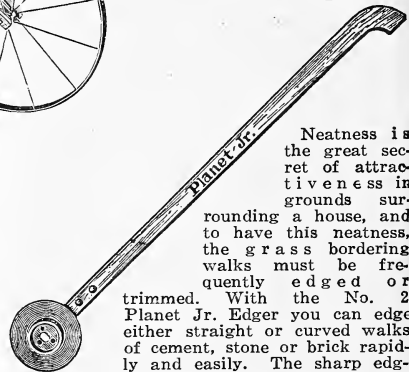 Planet Jr.
Neatness is
the great sec-
ret of attrac-
tiveness in
grounds sur-
rounding a house, and
to have this neatness,
the grass bordering
walks must be fre-
quently edged or
trimmed. With the No. 2
Planet Jr. Edger you can edge
either straight or curved walks
of cement, stone or brick rapid-
ly and easily. The sharp edg-